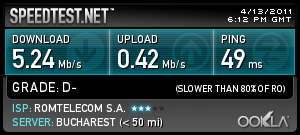 SPEEDTEST.NET™ 4/13/2011
6:12 PM GMT
DOWNLOAD UPLOAD PING
5.24 Mb/s 0.42 Mb/s 49 ms
GRADE: D- (SLOWER THAN 80% OF RO)
ISP: ROMTELECOM S.A.
SERVER: BUCHAREST (< 50 mi) OOKLA